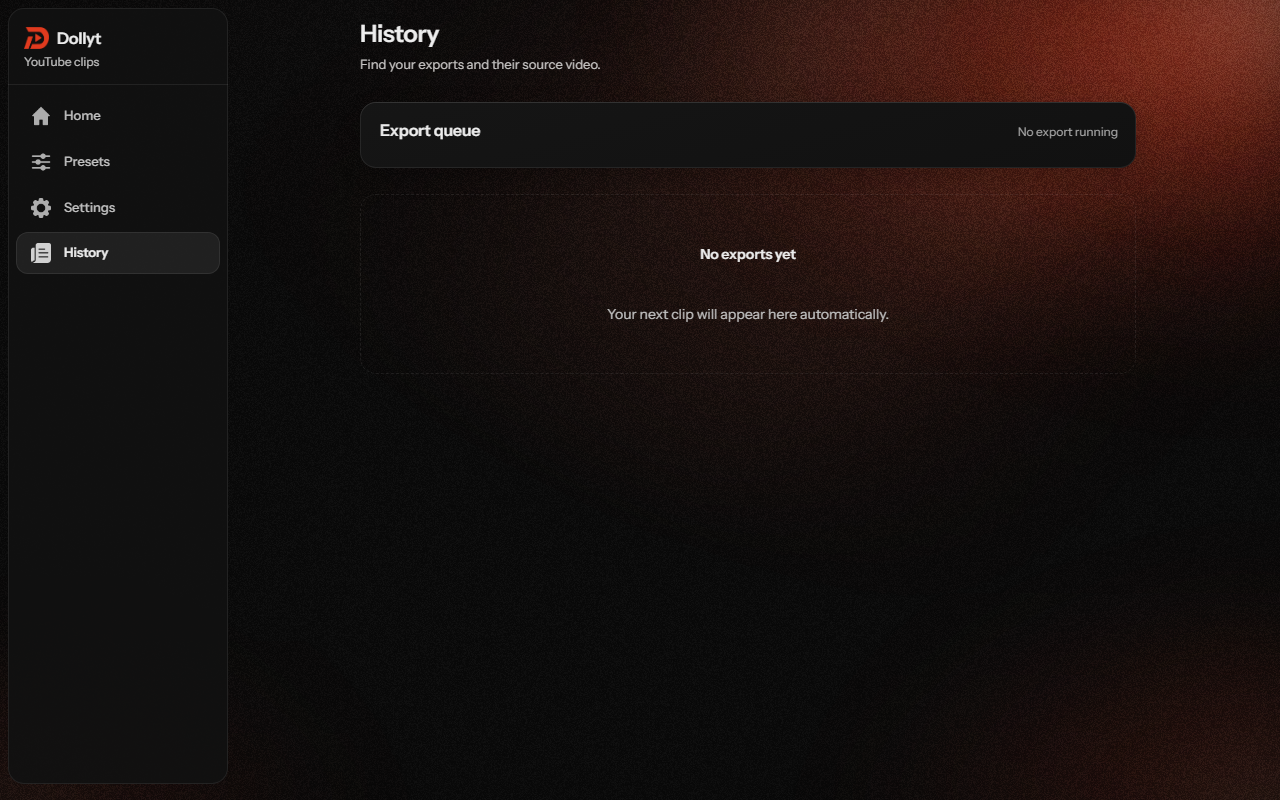 Dollyt
YouTube clips
Home
Presets
Settings
History
History
Find your exports and their source video.
Export queue
No export running
No exports yet
Your next clip will appear here automatically.